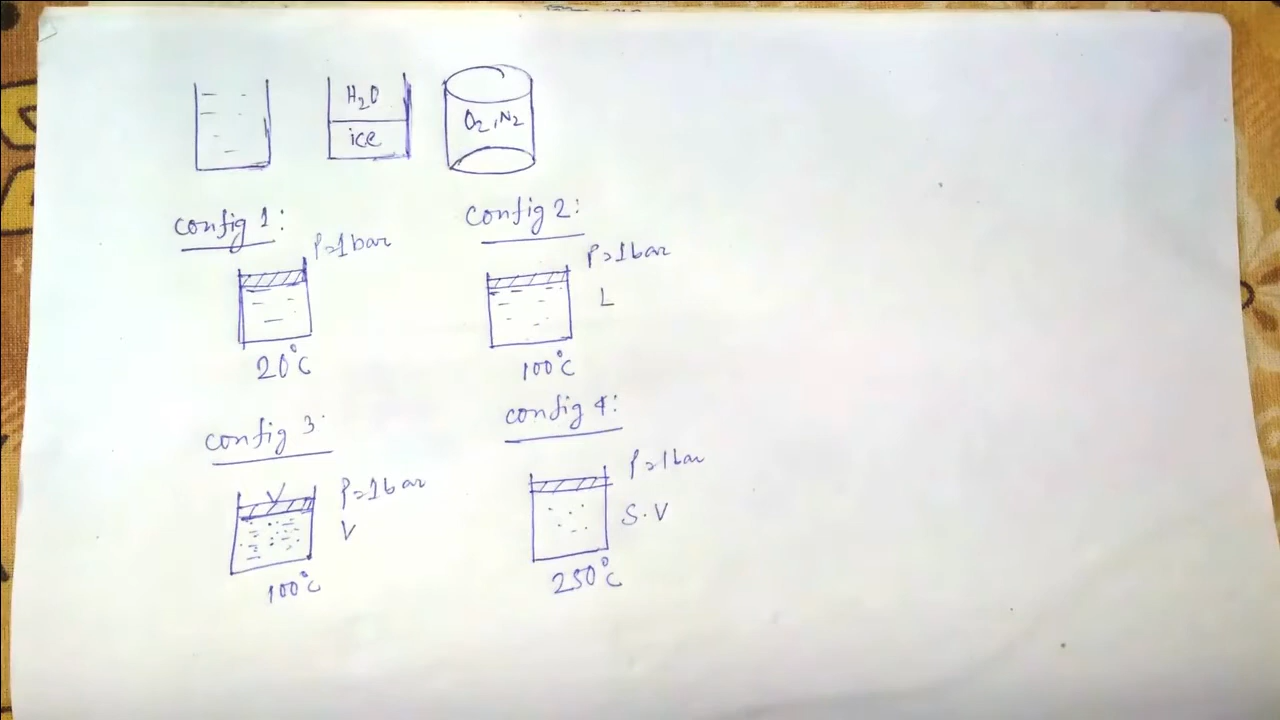 H₂O
ice
O₂, N₂
config 1:
P=1bar
20°C
config 2:
P=1bar
L
100°C
config 3:
P=1bar
V
100°C
config 4:
P=1bar
S.V
250°C